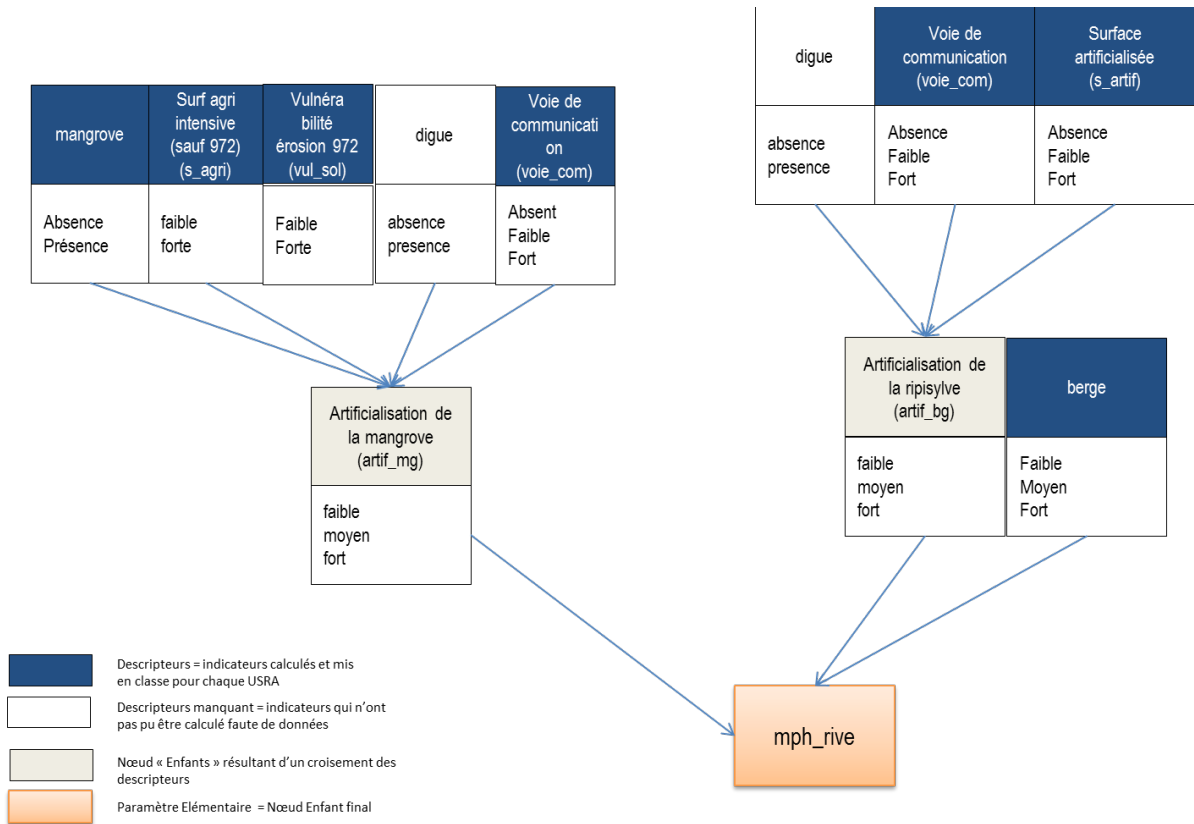 mangrove
Surf agri
intensive
(sauf 972)
(s_agri)
Vulnéra
bilité
érosion 972
(vul_sol)
digue
Voie de
communicati
on
(voie_com)
Absence
Présence
faible
forte
Faible
Forte
absence
presence
Absent
Faible
Fort
digue
Voie de
communication
(voie_com)
Surface
artificialisée
(s_artif)
absence
presence
Absence
Faible
Fort
Absence
Faible
Fort
Artificialisation de
la mangrove
(artif_mg)
faible
moyen
fort
Artificialisation de
la ripisylve
(artif_bg)
berge
faible
moyen
fort
Faible
Moyen
Fort
mph_rive
Descripteurs = indicateurs calculés et mis
en classe pour chaque USRA
Descripteurs manquant = indicateurs qui n’ont
pas pu être calculé faute de données
Nœud « Enfants » résultant d’un croisement des
descripteurs
Paramètre Elémentaire = Nœud Enfant final